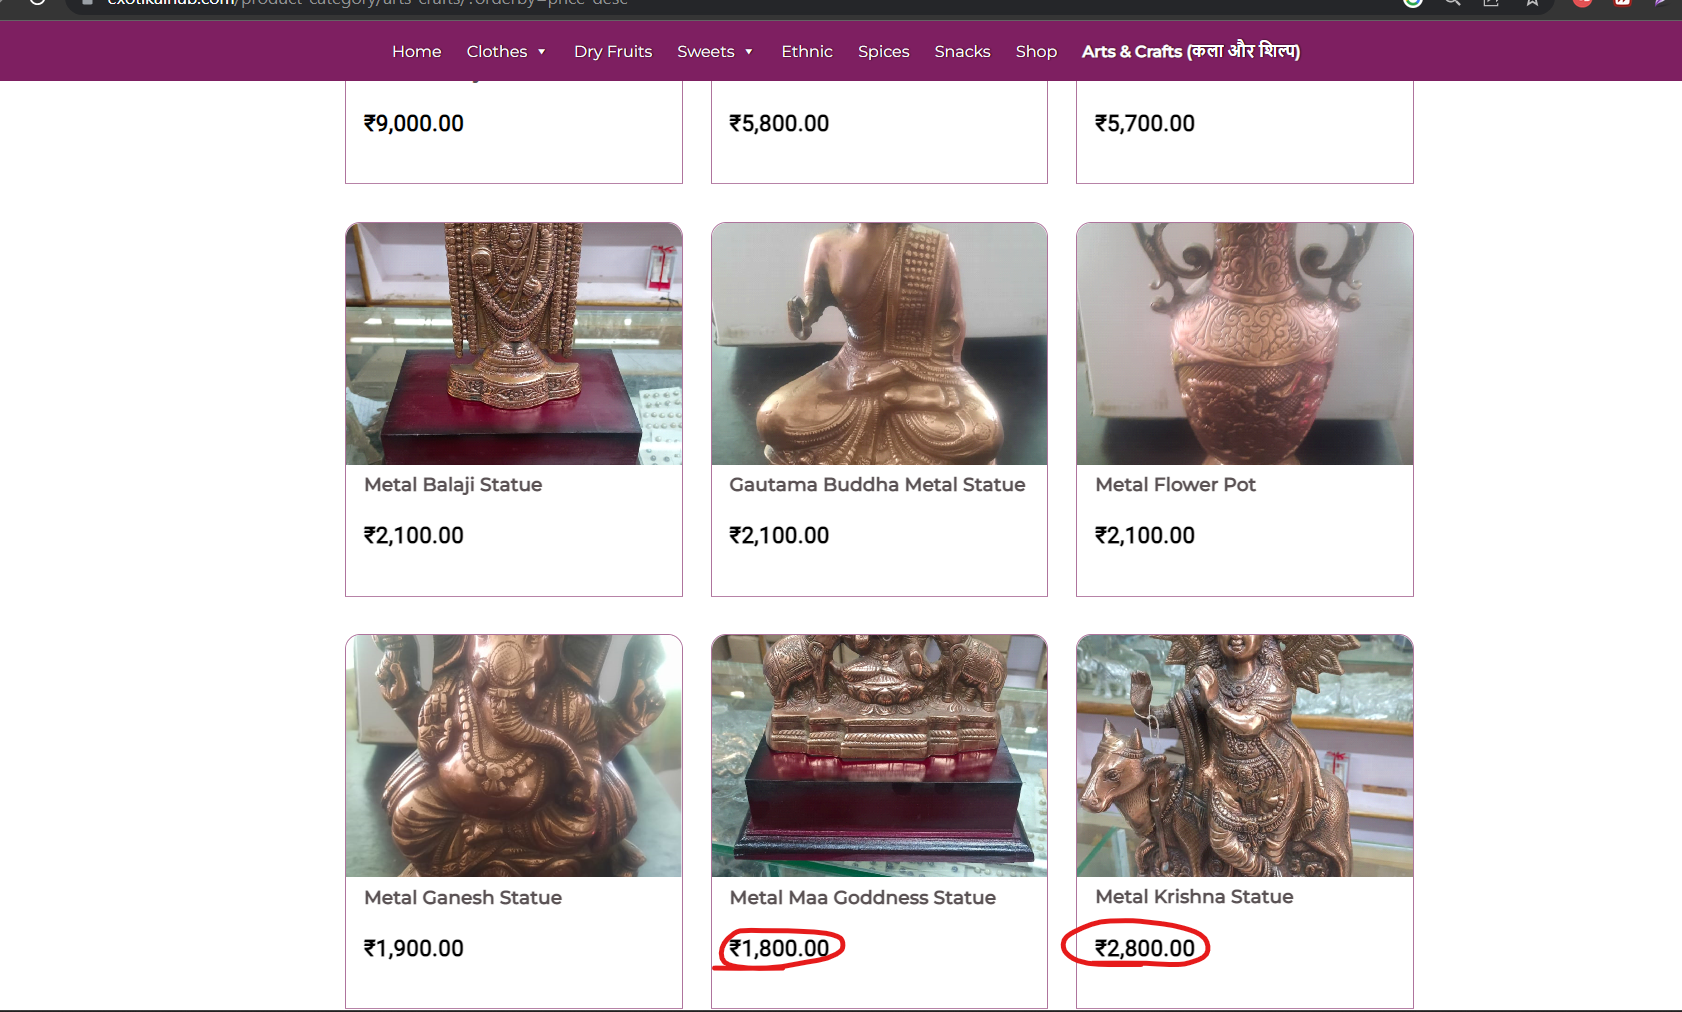 Home Clothes Dry Fruits Sweets Ethnic Spices Snacks Shop Arts & Crafts (कला और शिल्प)
₹9,000.00 ₹5,800.00 ₹5,700.00
Metal Balaji Statue Gautama Buddha Metal Statue Metal Flower Pot
₹2,100.00 ₹2,100.00 ₹2,100.00
Metal Ganesh Statue Metal Maa Goddness Statue Metal Krishna Statue
₹1,900.00 ₹1,800.00 ₹2,800.00